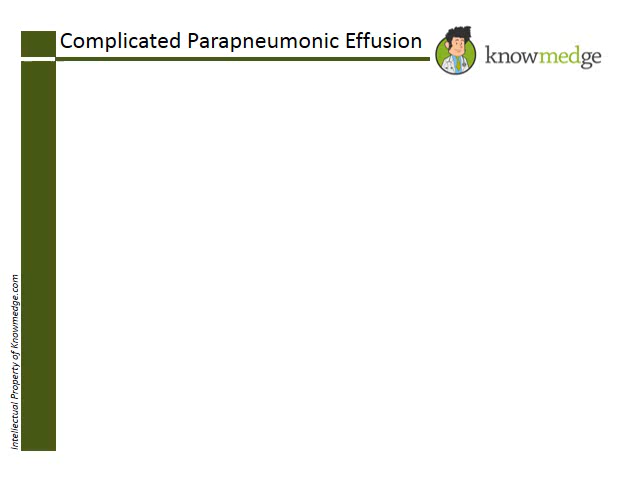 Complicated Parapneumonic Effusion
knowmedge
Intellectual Property of Knowmedge.com